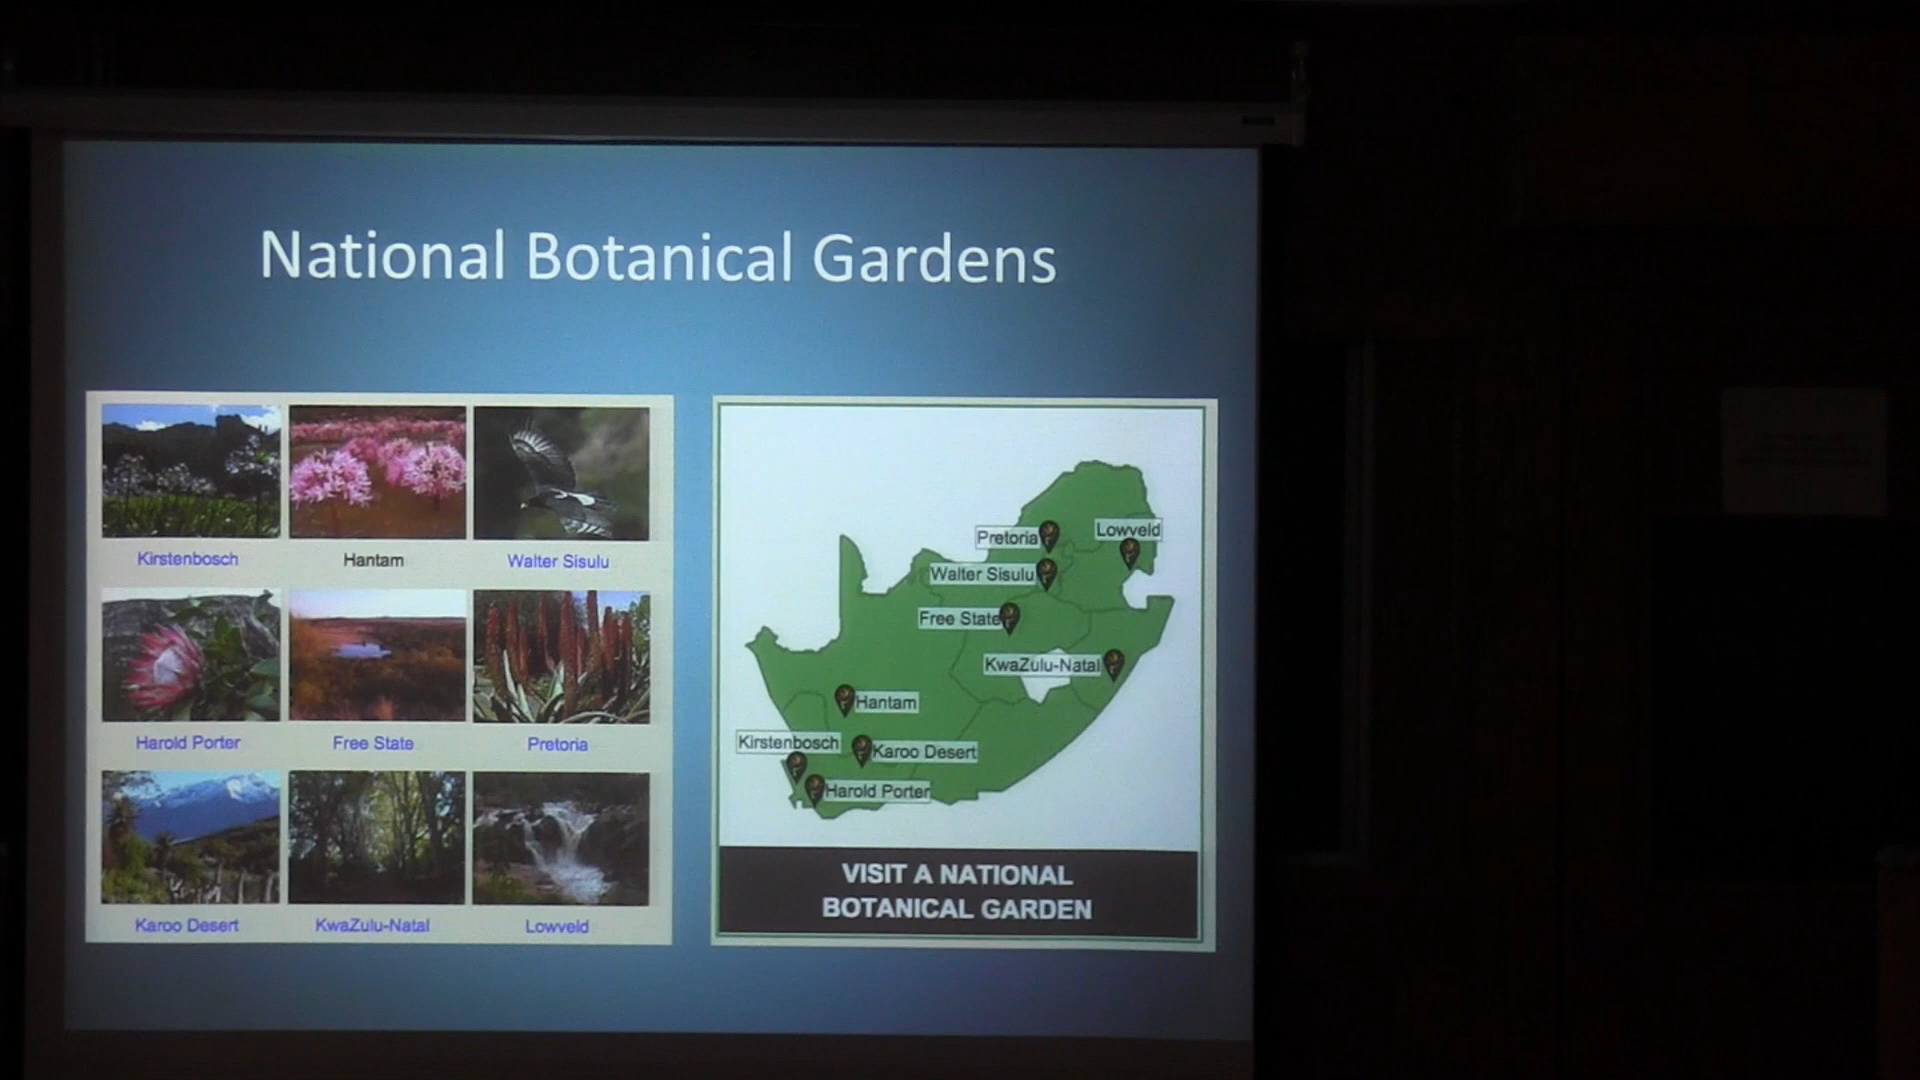 National Botanical Gardens
Kirstenbosch
Hantam
Walter Sisulu
Harold Porter
Free State
Pretoria
Karoo Desert
KwaZulu-Natal
Lowveld
Pretoria
Lowveld
Walter Sisulu
Free State
KwaZulu-Natal
Hantam
Kirstenbosch
Karoo Desert
Harold Porter
VISIT A NATIONAL
BOTANICAL GARDEN